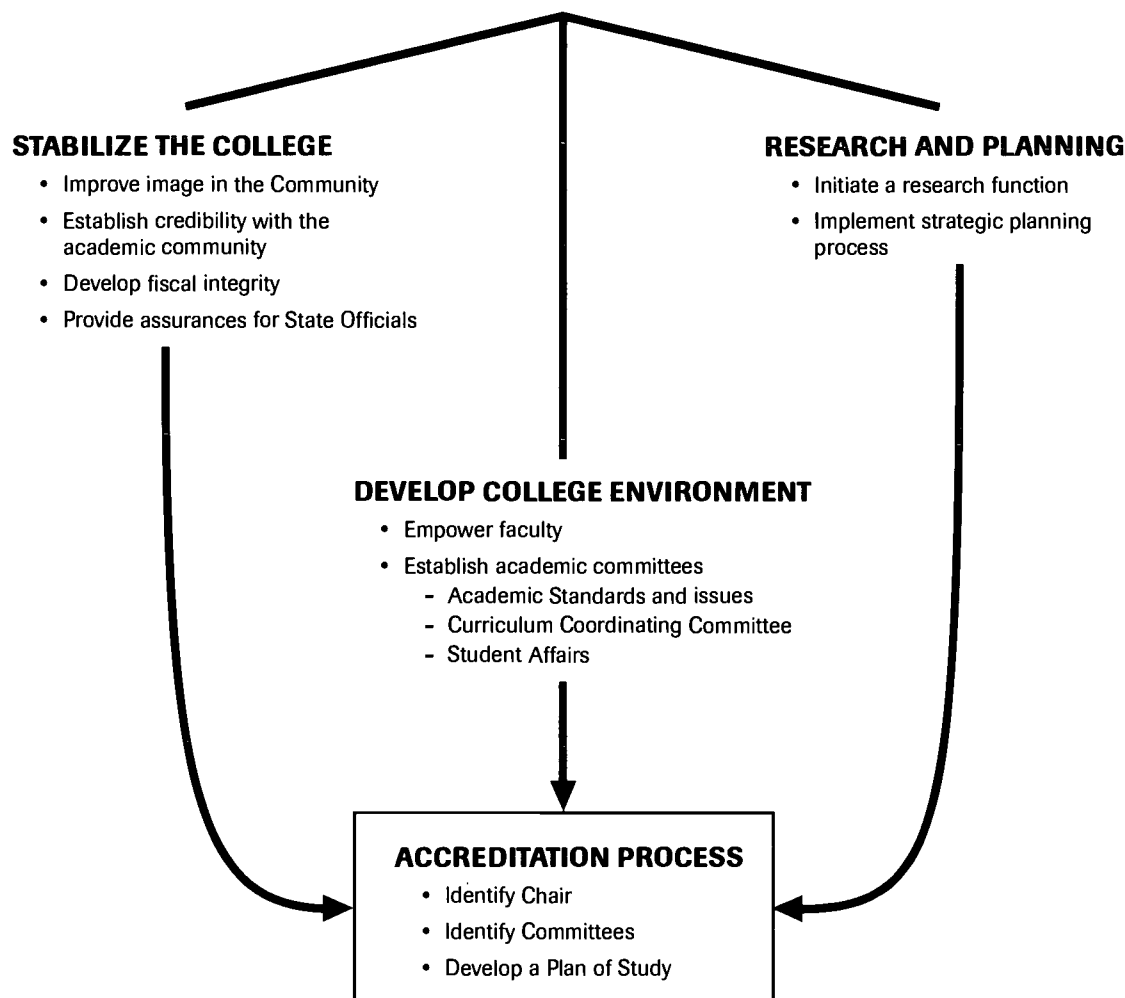 STABILIZE THE COLLEGE
• Improve image in the Community
• Establish credibility with the
academic community
• Develop fiscal integrity
• Provide assurances for State Officials
RESEARCH AND PLANNING
• Initiate a research function
• Implement strategic planning
process
DEVELOP COLLEGE ENVIRONMENT
• Empower faculty
• Establish academic committees
– Academic Standards and issues
– Curriculum Coordinating Committee
– Student Affairs
ACCREDITATION PROCESS
• Identify Chair
• Identify Committees
• Develop a Plan of Study